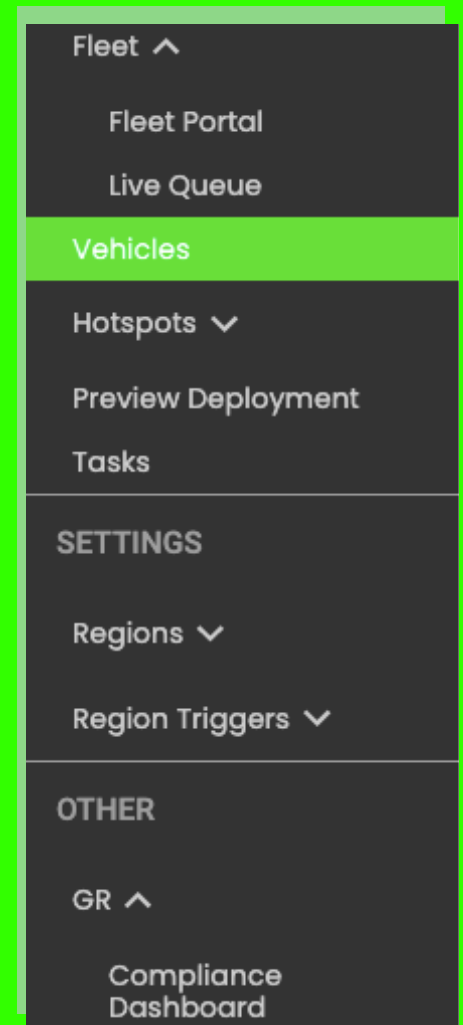 Fleet
Fleet Portal
Live Queue
Vehicles
Hotspots
Preview Deployment
Tasks
SETTINGS
Regions
Region Triggers
OTHER
GR
Compliance
Dashboard